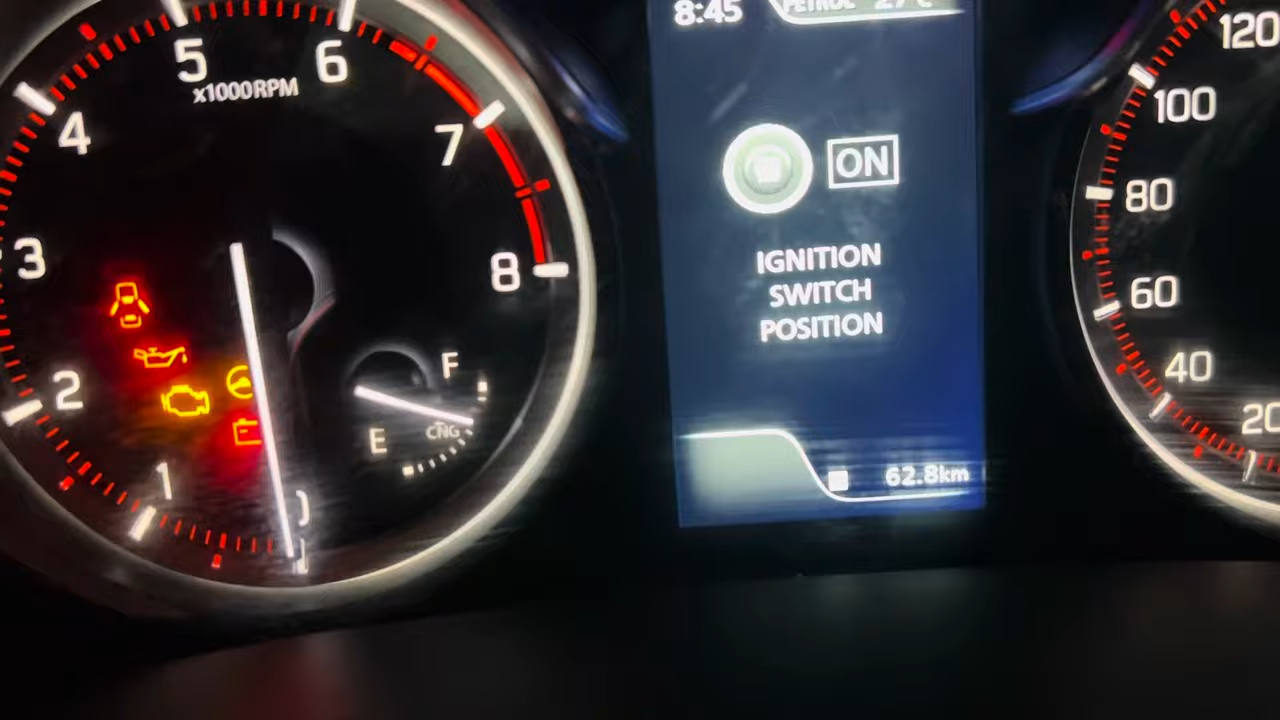 5
6
x1000RPM
4
7
3
8
2
1
F
E
CNG
8:45
PETROL 27°C
ON
IGNITION
SWITCH
POSITION
62.8km
120
100
80
60
40
20